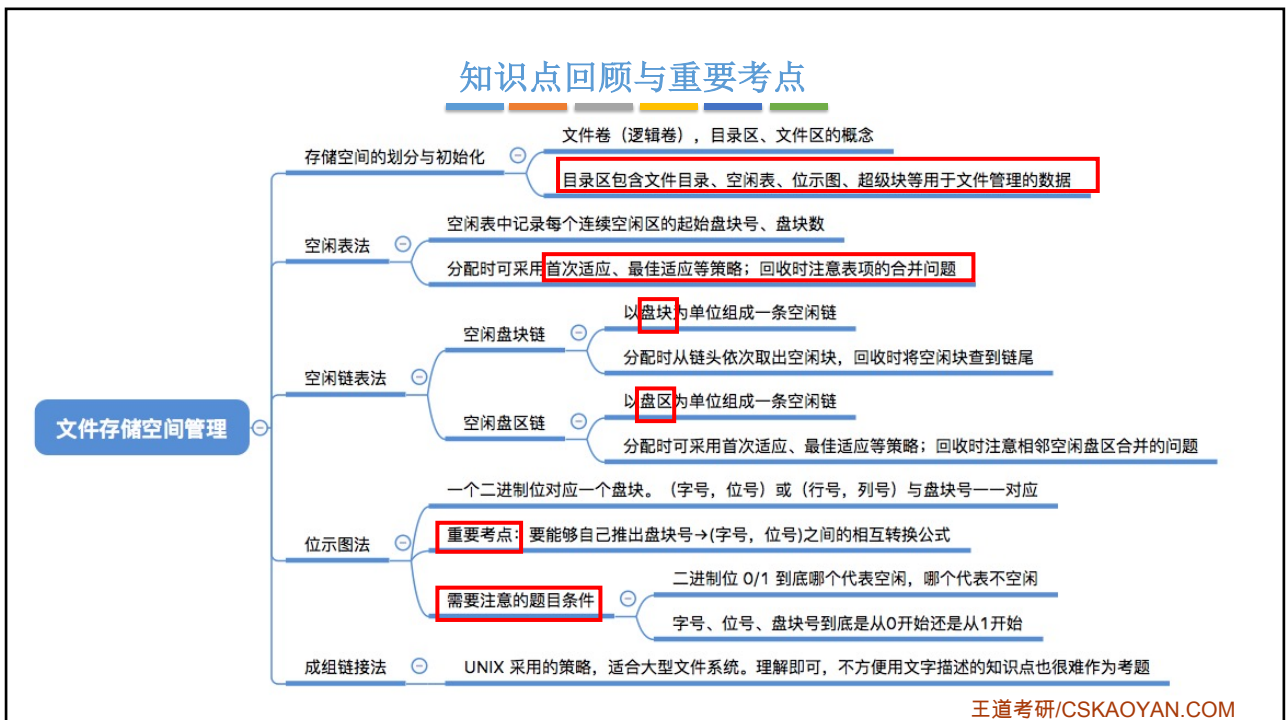 知识点回顾与重要考点
文件存储空间管理
存储空间的划分与初始化
文件卷（逻辑卷），目录区、文件区的概念
目录区包含文件目录、空闲表、位示图、超级块等用于文件管理的数据
空闲表法
空闲表中记录每个连续空闲区的起始盘块号、盘块数
分配时可采用首次适应、最佳适应等策略；回收时注意表项的合并问题
空闲链表法
空闲盘块链
以盘块为单位组成一条空闲链
分配时从链头依次取出空闲块，回收时将空闲块查到链尾
空闲盘区链
以盘区为单位组成一条空闲链
分配时可采用首次适应、最佳适应等策略；回收时注意相邻空闲盘区合并的问题
位示图法
一个二进制位对应一个盘块。（字号，位号）或（行号，列号）与盘块号一一对应
重要考点：要能够自己推出盘块号→(字号，位号)之间的相互转换公式
需要注意的题目条件
二进制位 0/1 到底哪个代表空闲，哪个代表不空闲
字号、位号、盘块号到底是从0开始还是从1开始
成组链接法
UNIX 采用的策略，适合大型文件系统。理解即可，不方便用文字描述的知识点也很难作为考题
王道考研/CSKAOYAN.COM